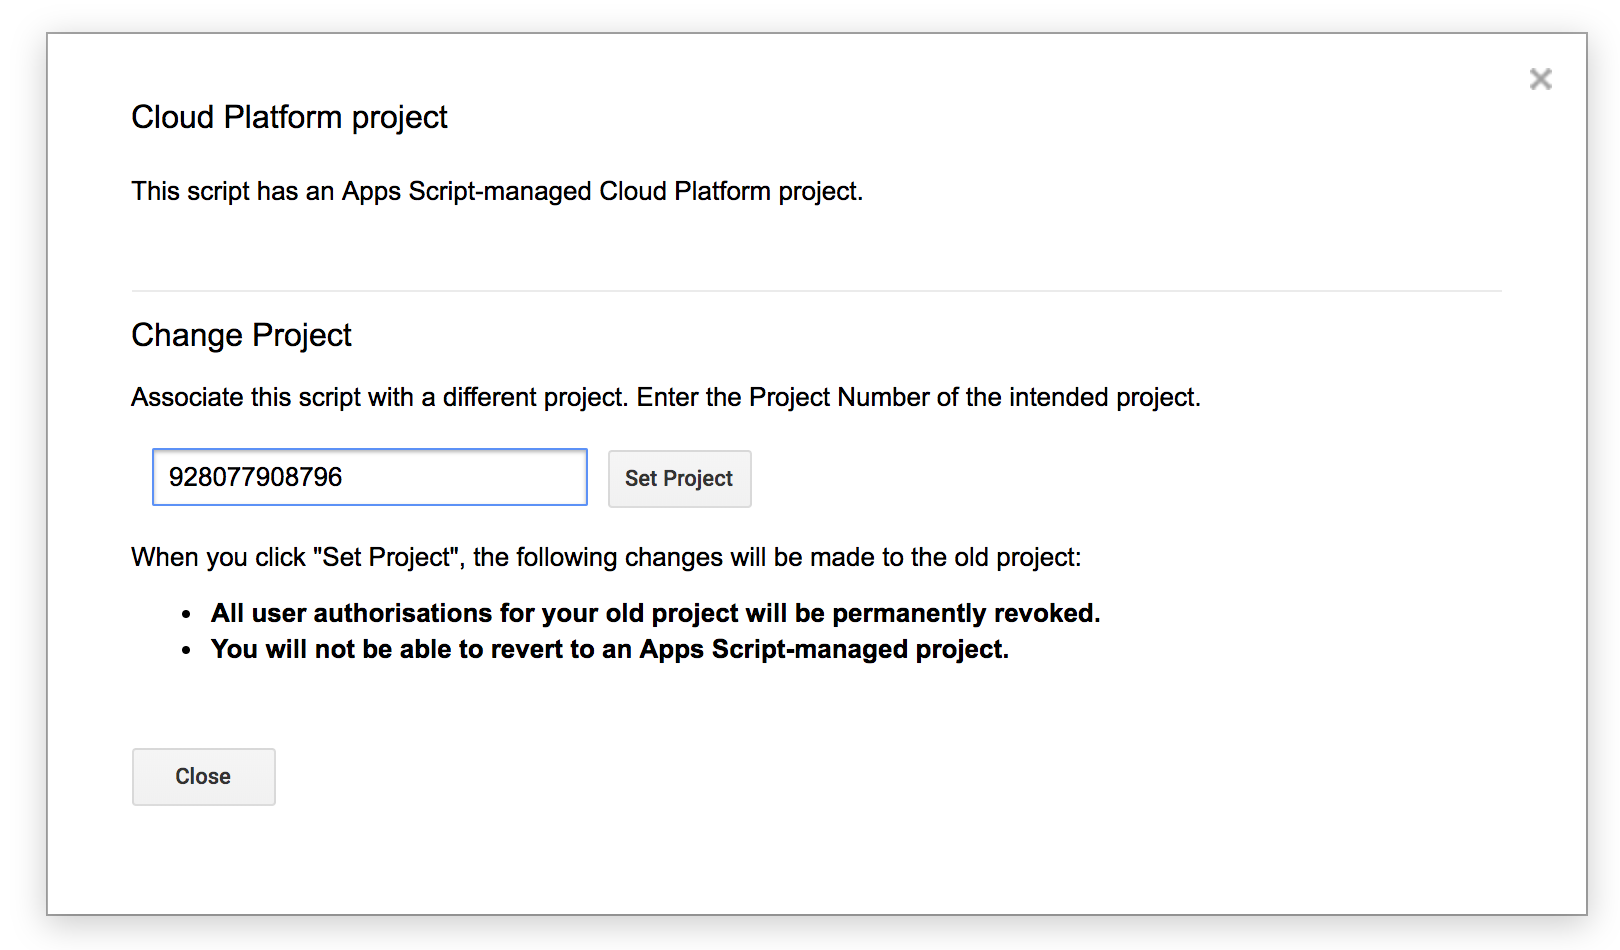 Cloud Platform project
This script has an Apps Script-managed Cloud Platform project.
Change Project
Associate this script with a different project. Enter the Project Number of the intended project.
928077908796
Set Project
When you click "Set Project", the following changes will be made to the old project:
• All user authorisations for your old project will be permanently revoked.
• You will not be able to revert to an Apps Script-managed project.
Close